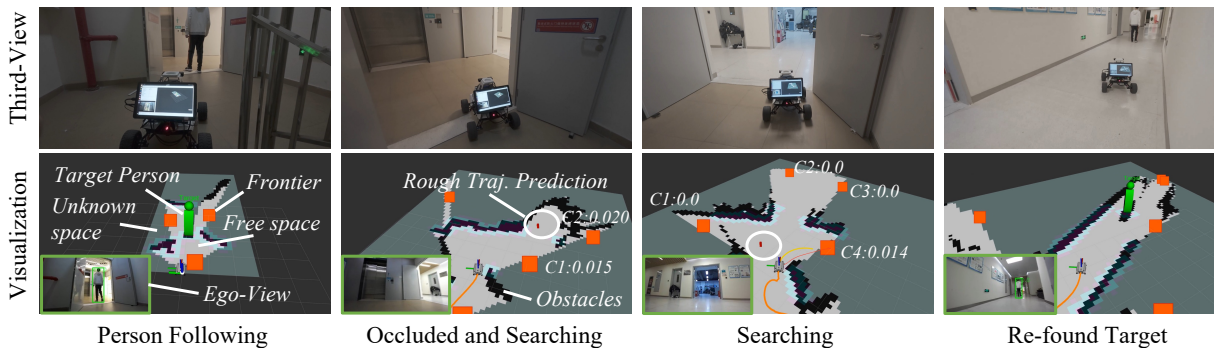 Third-View
Visualization
Target Person
Frontier
Unknown
space
Free space
Ego-View
Rough Traj. Prediction
C2:0.020
C1:0.015
Obstacles
C1:0.0
C2:0.0
C3:0.0
C4:0.014
Person Following
Occluded and Searching
Searching
Re-found Target